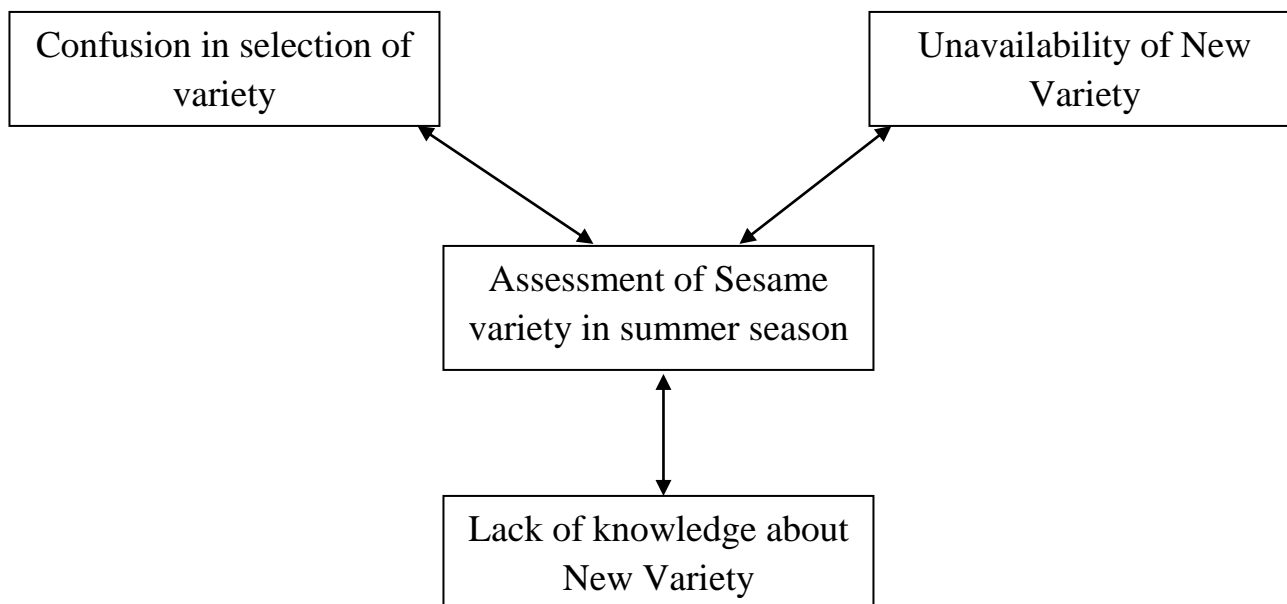 Confusion in selection of
variety
Unavailability of New
Variety
Assessment of Sesame
variety in summer season
Lack of knowledge about
New Variety